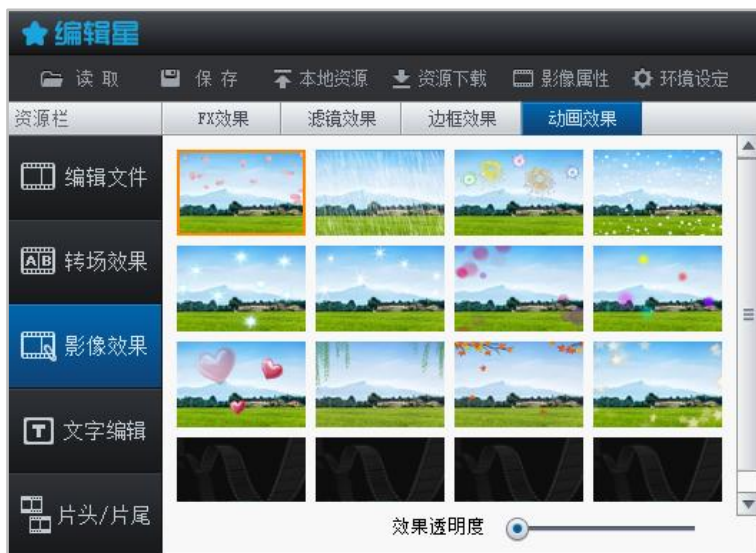 编辑星
读取 保存 本地资源 资源下载 影像属性 环境设定
资源栏 FX效果 滤镜效果 边框效果 动画效果
编辑文件
AB 转场效果
影像效果
T 文字编辑
片头/片尾
效果透明度